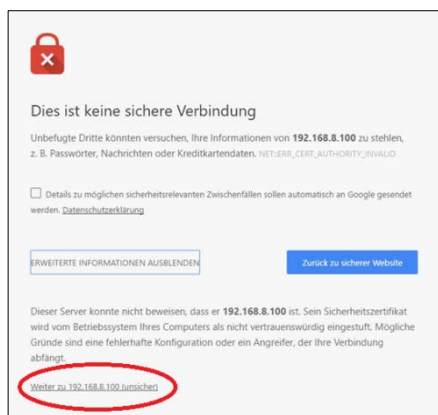 Dies ist keine sichere Verbindung
Unbefugte Dritte könnten versuchen, Ihre Informationen von 192.168.8.100 zu stehlen,
z. B. Passwörter, Nachrichten oder Kreditkartendaten. NET::ERR_CERT_AUTHORITY_INVALID
Details zu möglichen sicherheitsrelevanten Zwischenfällen sollen automatisch an Google gesendet
werden. Datenschutzerklärung
ERWEITERTE INFORMATIONEN AUSBLENDEN
Zurück zu sicherer Website
Dieser Server konnte nicht beweisen, dass er 192.168.8.100 ist. Sein Sicherheitszertifikat
wird vom Betriebssystem Ihres Computers als nicht vertrauenswürdig eingestuft. Mögliche
Gründe sind eine fehlerhafte Konfiguration oder ein Angreifer, der Ihre Verbindung
abfängt.
Weiter zu 192.168.8.100 (unsicher)